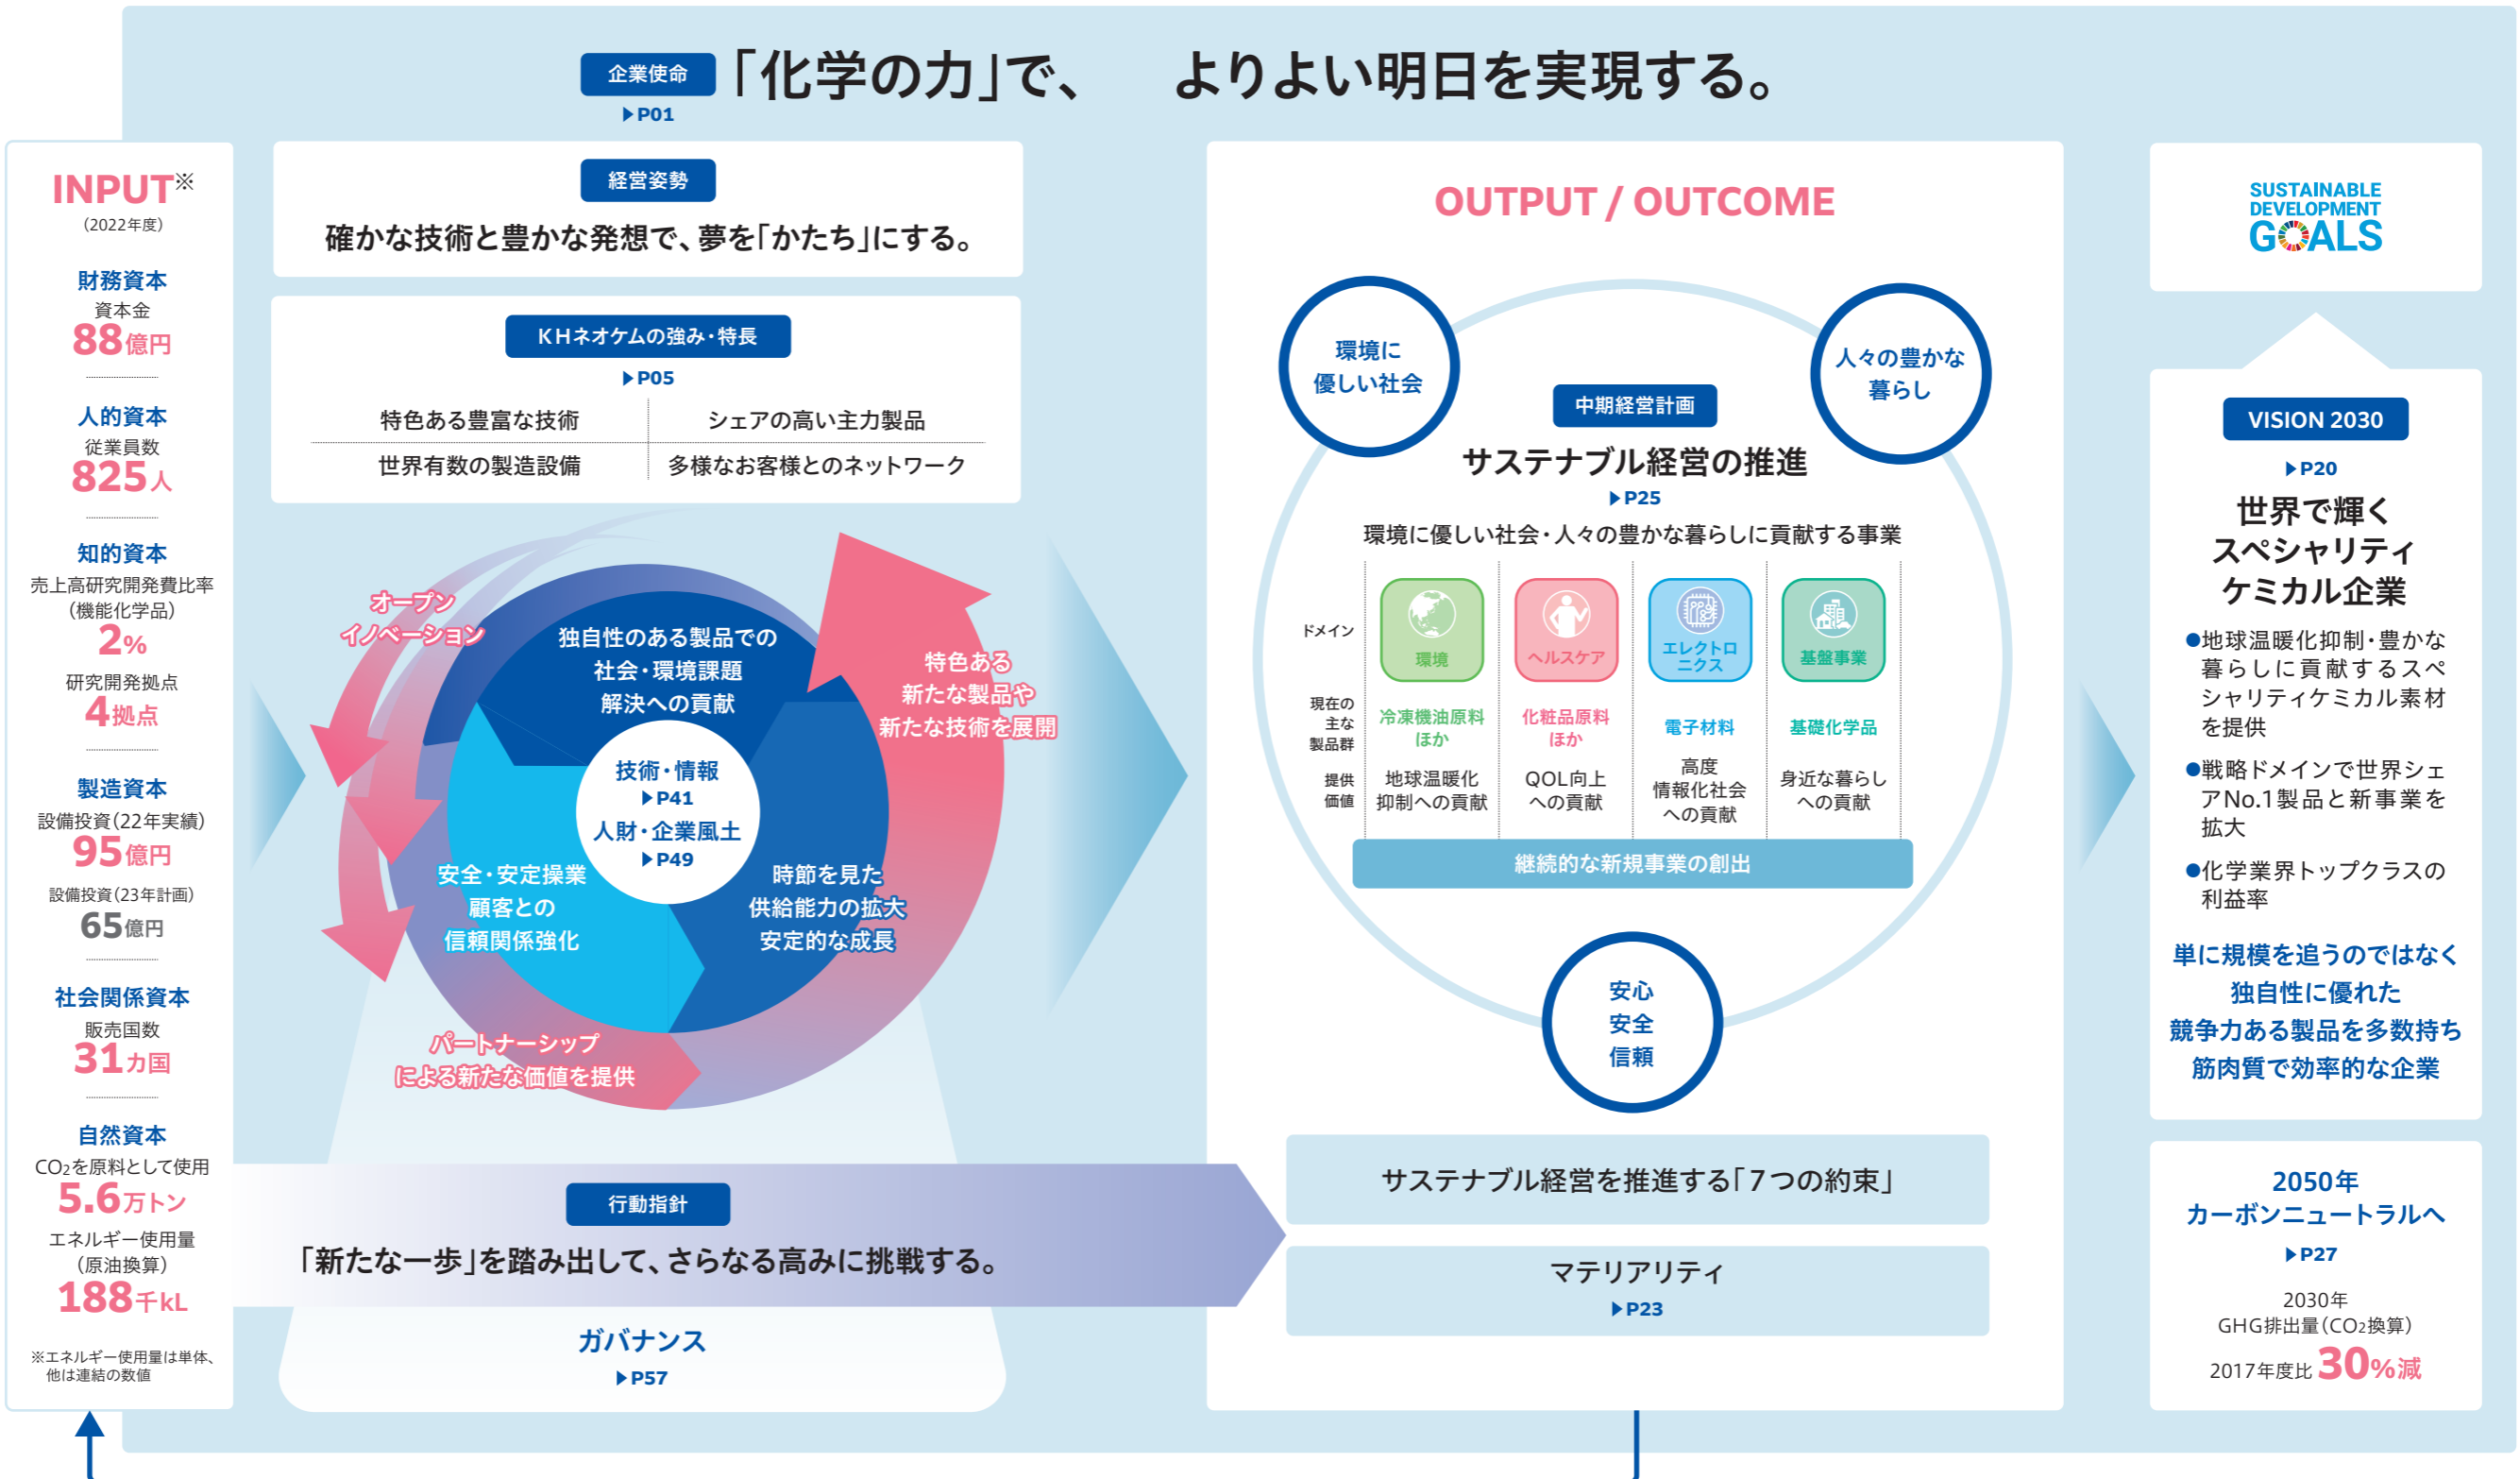 企業使命
「化学の力」で、 よりよい明日を実現する。
▶P01
INPUT※
(2022年度)
財務資本
資本金
88億円
人的資本
従業員数
825人
知的資本
売上高研究開発費比率
(機能化学品)
2%
研究開発拠点
4拠点
製造資本
設備投資(22年実績)
95億円
設備投資(23年計画)
65億円
社会関係資本
販売国数
31カ国
自然資本
CO2を原料として使用
5.6万トン
エネルギー使用量
(原油換算)
188千kL
※エネルギー使用量は単体、
他は連結の数値
経営姿勢
確かな技術と豊かな発想で、夢を「かたち」にする。
KHネオケムの強み・特長
▶P05
特色ある豊富な技術
シェアの高い主力製品
世界有数の製造設備
多様なお客様とのネットワーク
オープン
イノベーション
独自性のある製品での
社会・環境課題
解決への貢献
特色ある
新たな製品や
新たな技術を展開
技術・情報
▶P41
人財・企業風土
▶P49
安全・安定操業
顧客との
信頼関係強化
時節を見た
供給能力の拡大
安定的な成長
パートナーシップ
による新たな価値を提供
行動指針
「新たな一歩」を踏み出して、さらなる高みに挑戦する。
ガバナンス
▶P57
OUTPUT / OUTCOME
環境に
優しい社会
人々の豊かな
暮らし
中期経営計画
サステナブル経営の推進
▶P25
環境に優しい社会・人々の豊かな暮らしに貢献する事業
ドメイン
環境
ヘルスケア
エレクトロ
ニクス
基盤事業
現在の
主な
製品群
冷凍機油原料
ほか
化粧品原料
ほか
電子材料
基礎化学品
提供
価値
地球温暖化
抑制への貢献
QOL向上
への貢献
高度
情報化社会
への貢献
身近な暮らし
への貢献
継続的な新規事業の創出
安心
安全
信頼
サステナブル経営を推進する「7つの約束」
マテリアリティ
▶P23
SUSTAINABLE
DEVELOPMENT
GOALS
VISION 2030
▶P20
世界で輝く
スペシャリティ
ケミカル企業
●地球温暖化抑制・豊かな
暮らしに貢献するスペ
シャリティケミカル素材
を提供
●戦略ドメインで世界シェ
アNo.1製品と新事業を
拡大
●化学業界トップクラスの
利益率
単に規模を追うのではなく
独自性に優れた
競争力ある製品を多数持ち
筋肉質で効率的な企業
2050年
カーボンニュートラルへ
▶P27
2030年
GHG排出量(CO2換算)
2017年度比 30%減